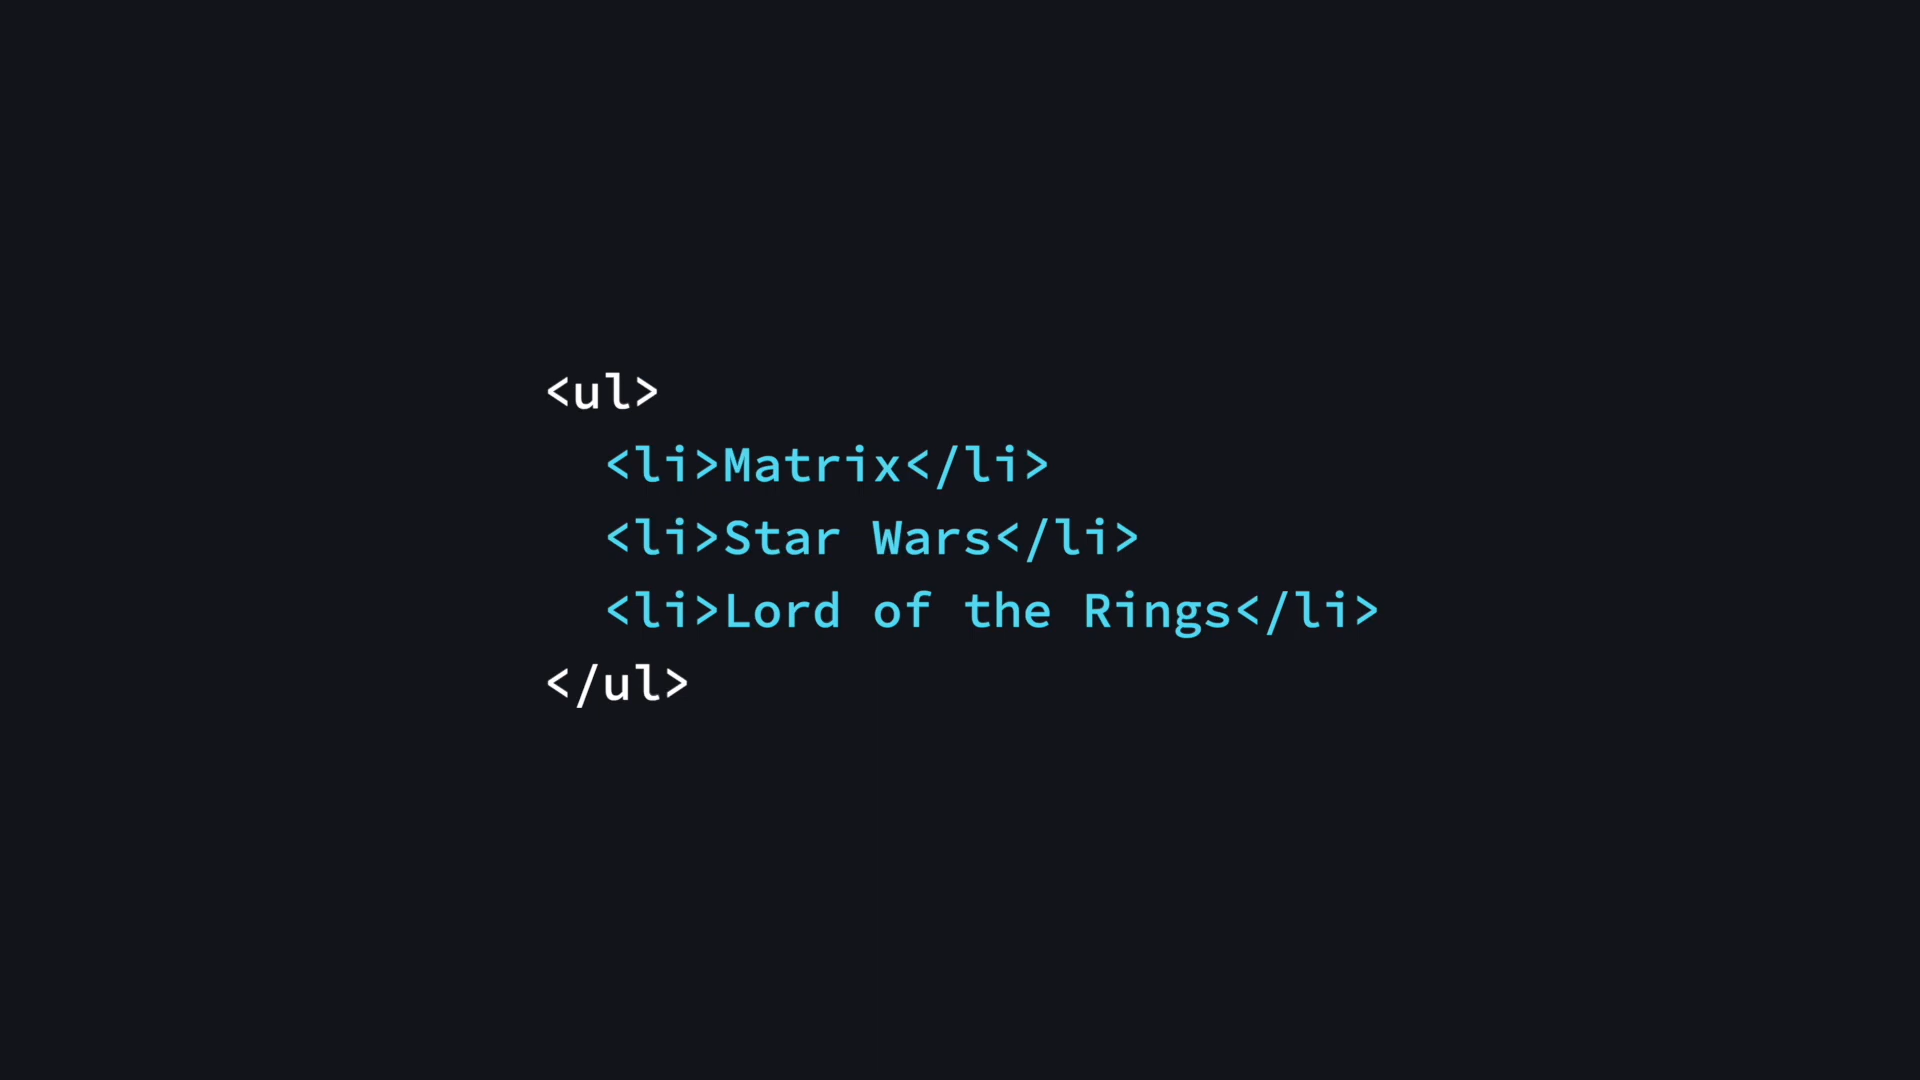 <ul>
<li>Matrix</li>
<li>Star Wars</li>
<li>Lord of the Rings</li>
</ul>